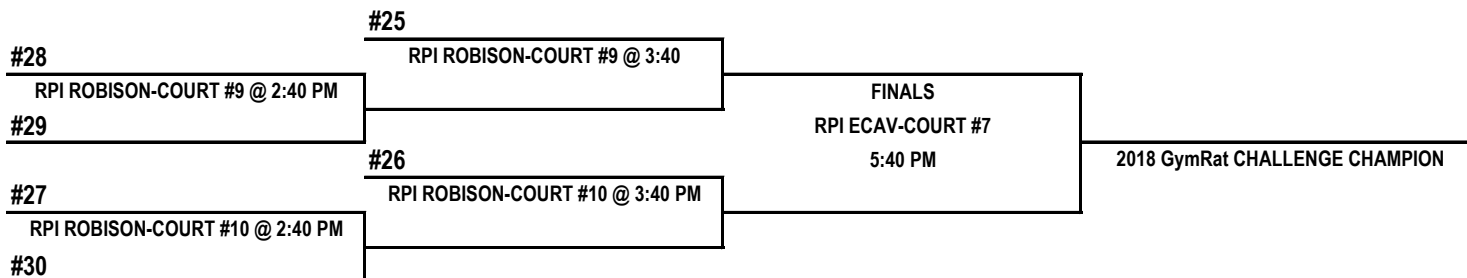 #25
#28
RPI ROBISON-COURT #9 @ 3:40
RPI ROBISON-COURT #9 @ 2:40 PM
FINALS
#29
RPI ECAV-COURT #7
#26
5:40 PM
2018 GymRat CHALLENGE CHAMPION
#27
RPI ROBISON-COURT #10 @ 3:40 PM
RPI ROBISON-COURT #10 @ 2:40 PM
#30